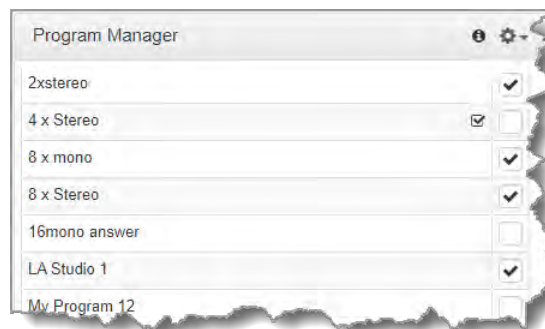 Program Manager
2xstereo
4 x Stereo
8 x mono
8 x Stereo
16mono answer
LA Studio 1
My Program 12